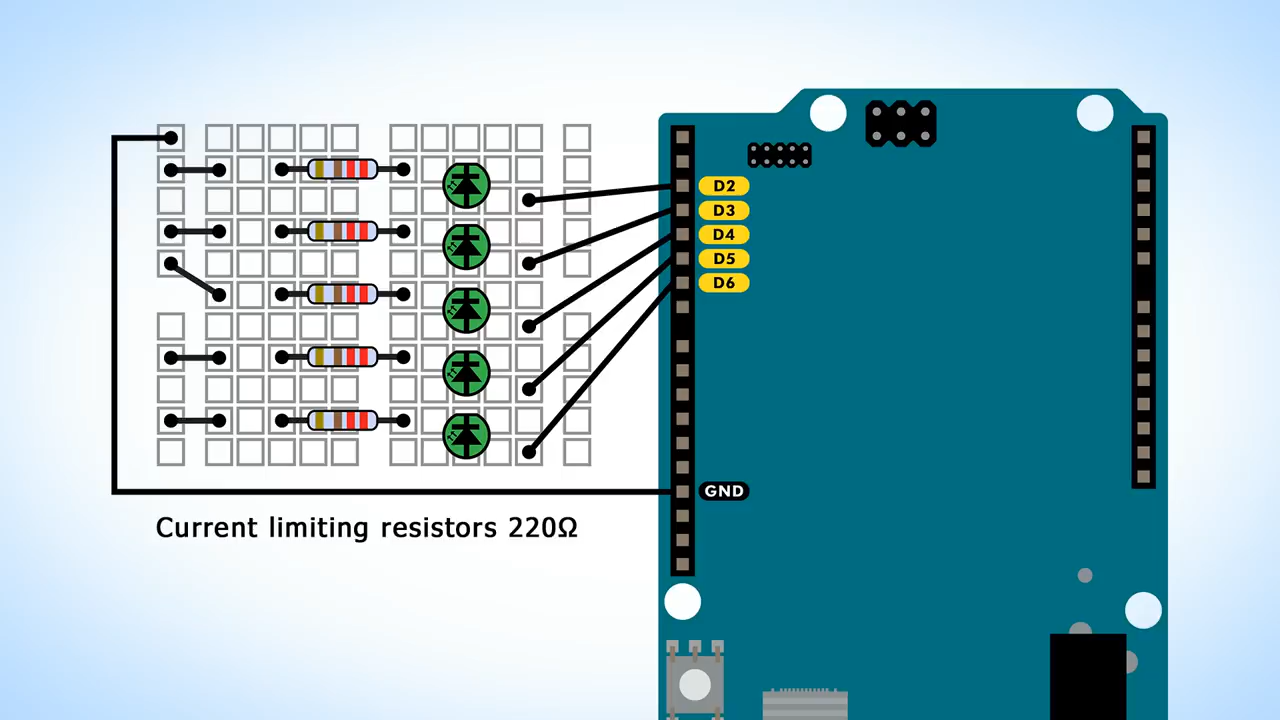 D2
D3
D4
D5
D6
GND
Current limiting resistors 220Ω